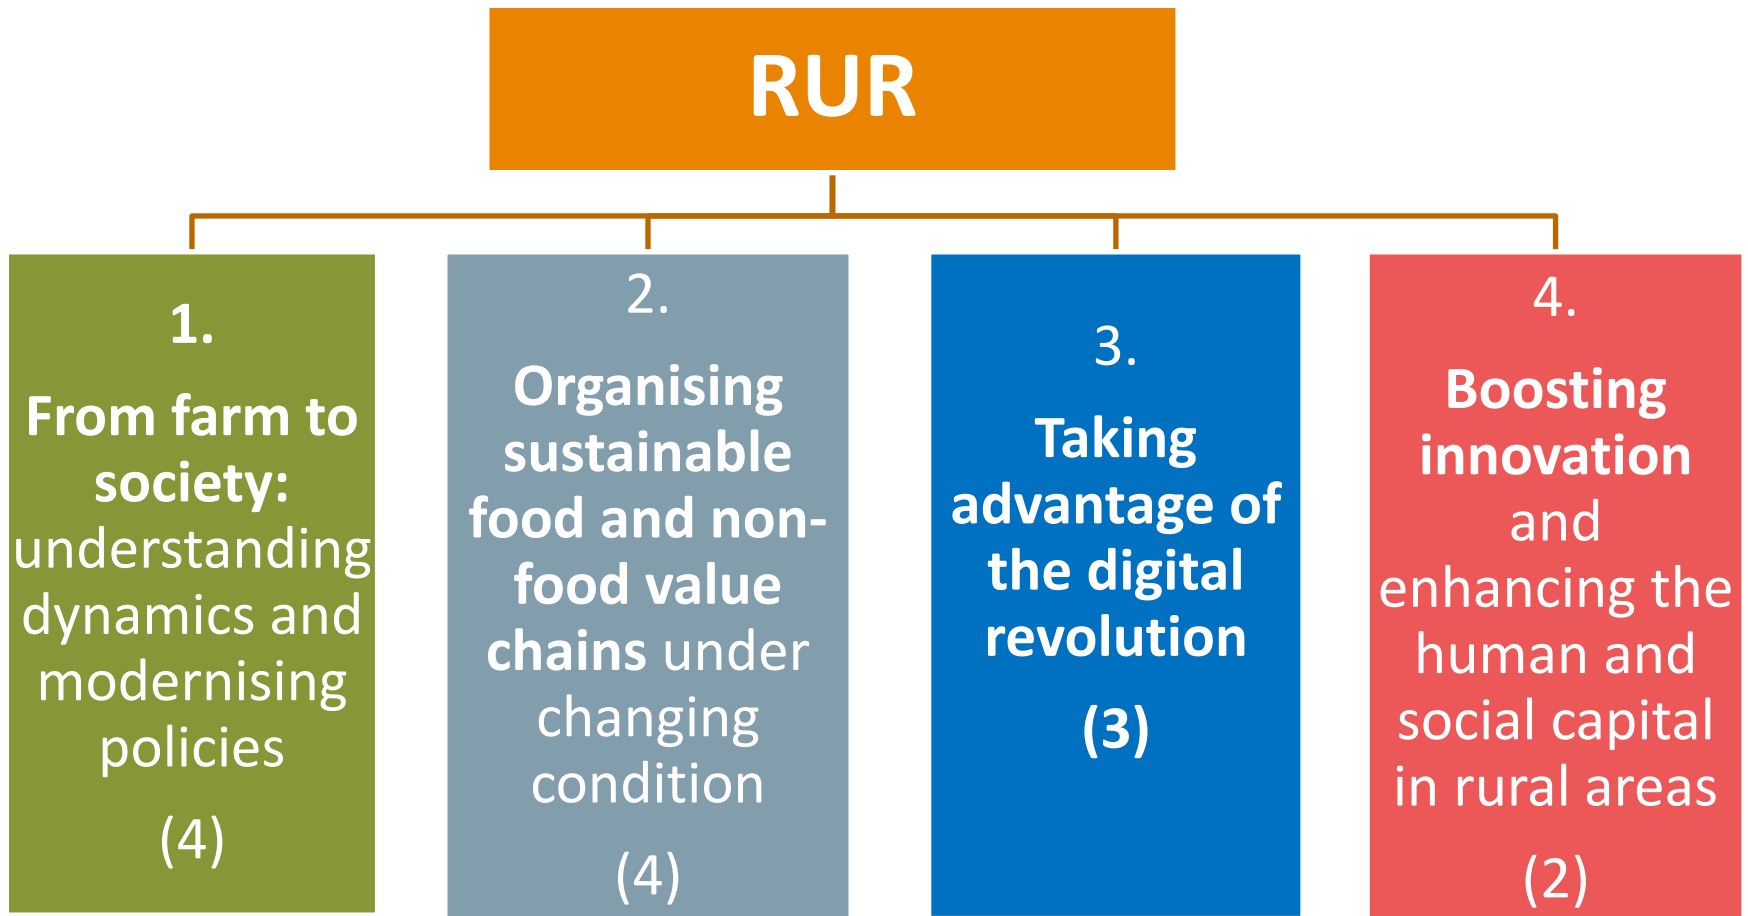 RUR
1.
From farm to
society:
understanding
dynamics and
modernising
policies
(4)
2.
Organising
sustainable
food and non-
food value
chains under
changing
condition
(4)
3.
Taking
advantage of
the digital
revolution
(3)
4.
Boosting
innovation
and
enhancing the
human and
social capital
in rural areas
(2)